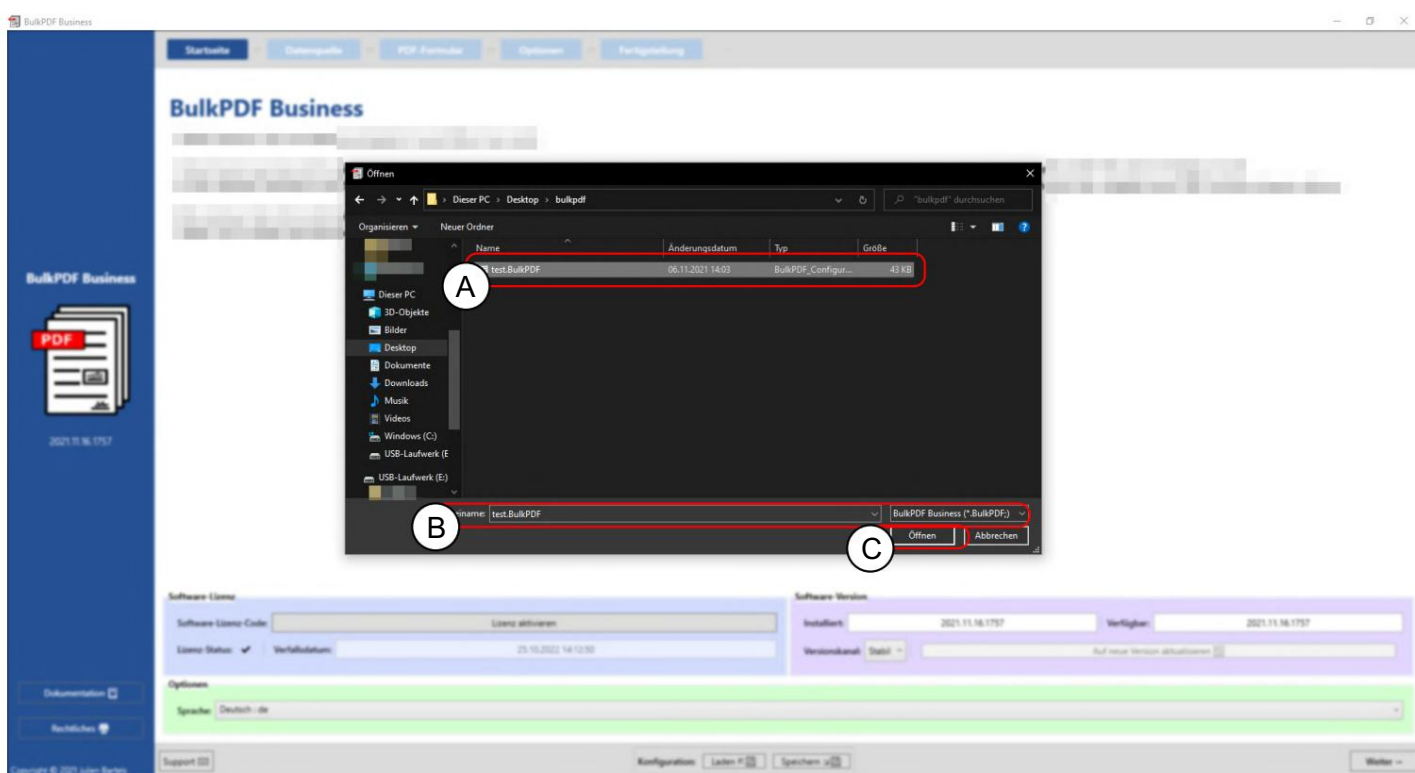 BulkPDF Business
Startseite Datenquelle PDF-Formular Optionen Fertigstellung
BulkPDF Business
Öffnen
Dieser PC › Desktop › bulkpdf
"bulkpdf" durchsuchen
Organisieren Neuer Ordner
Name Änderungsdatum Typ Größe
A test.BulkPDF 06.11.2021 14:03 BulkPDF_Configur... 43 KB
Dieser PC
3D-Objekte
Bilder
Desktop
Dokumente
Downloads
Musik
Videos
Windows (C:)
USB-Laufwerk (E
USB-Laufwerk (E:)
B einame: test.BulkPDF BulkPDF Business (*.BulkPDF;)
C Öffnen Abbrechen
BulkPDF Business
PDF
2021.11.16.1757
Software-Lizenz
Software-Lizenz-Code: Lizenz aktivieren
Lizenz-Status: ✔ Verfallsdatum: 25.10.2022 14:12:50
Software-Version
Installiert: 2021.11.16.1757 Verfügbar: 2021.11.16.1757
Versionskanal: Stabil Auf neue Version aktualisieren
Optionen
Sprache: Deutsch - de
Dokumentation
Rechtliches
Copyright © 2021 Julien Bartels
Support Konfiguration: Laden Speichern Weiter